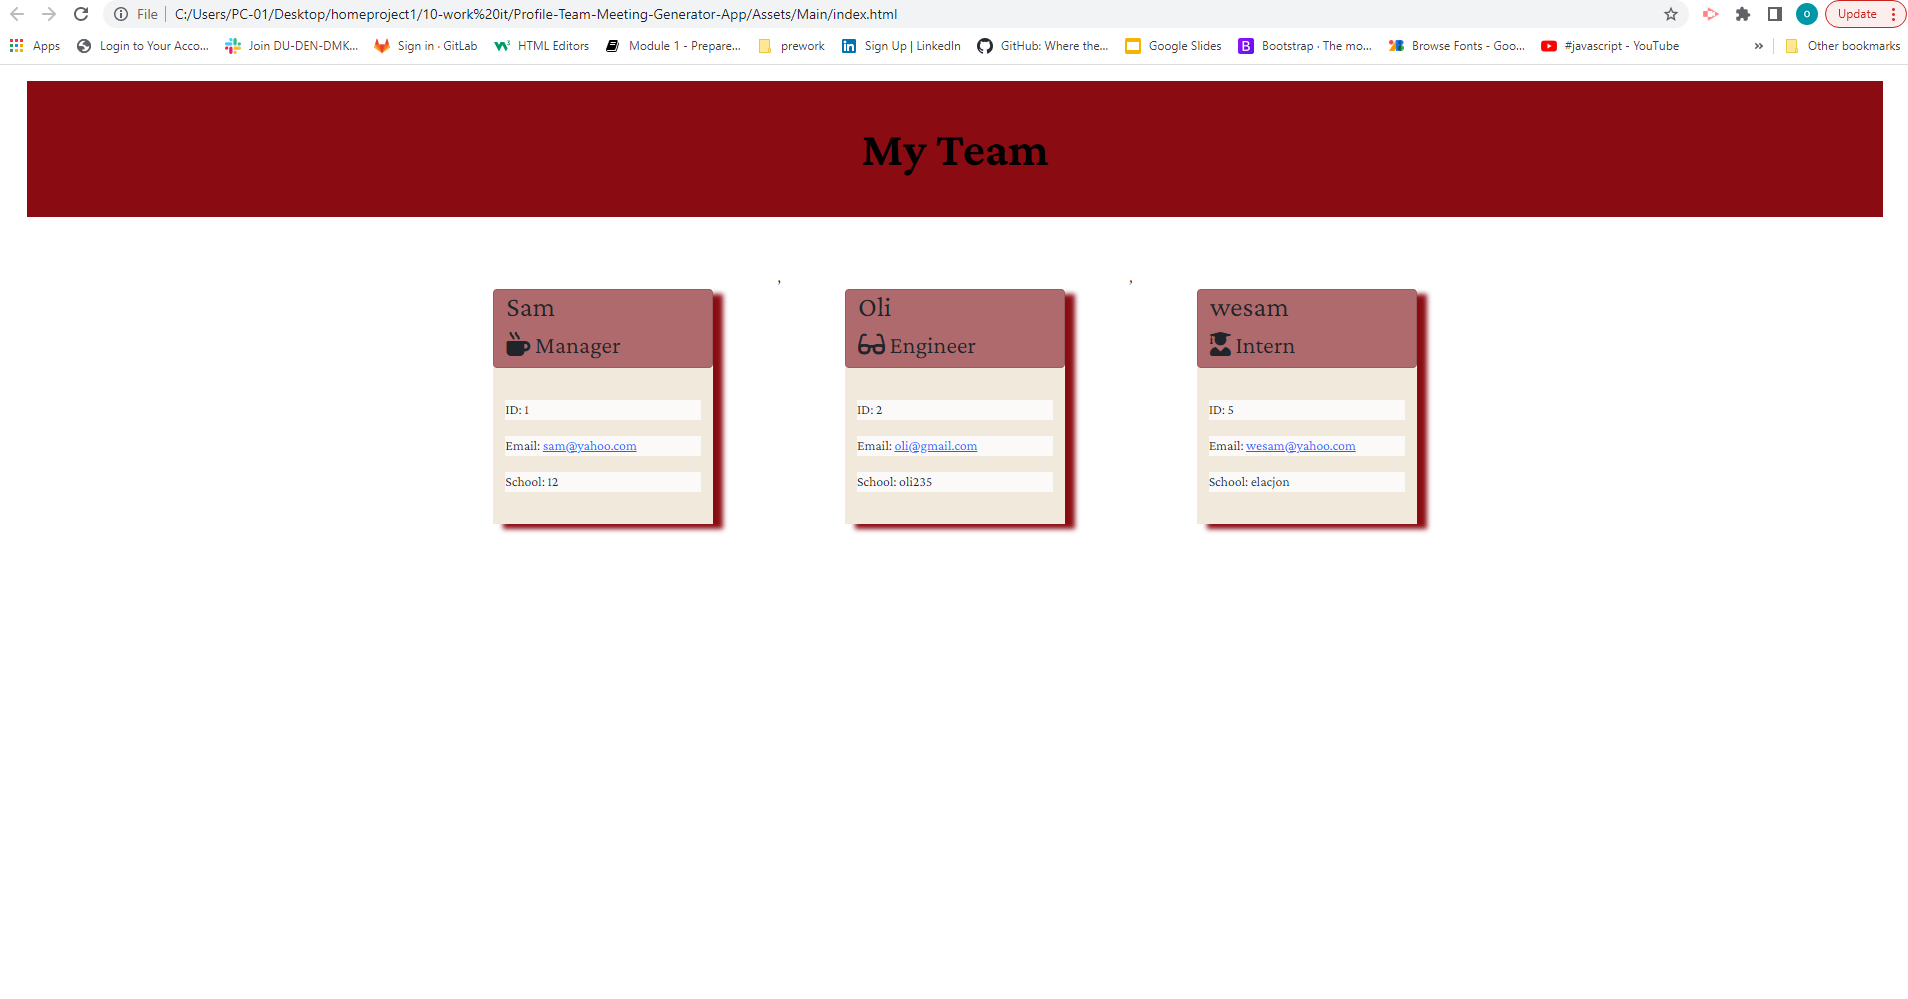 File C:/Users/PC-01/Desktop/homeproject1/10-work%20it/Profile-Team-Meeting-Generator-App/Assets/Main/index.html O Update
Apps Login to Your Acco... Join DU-DEN-DMK... Sign in · GitLab HTML Editors Module 1 - Prepare... prework Sign Up | LinkedIn GitHub: Where the... Google Slides B Bootstrap · The mo... Browse Fonts - Goo... #javascript - YouTube » Other bookmarks
My Team
, ,
Sam
Manager
ID: 1
Email: sam@yahoo.com
School: 12
Oli
Engineer
ID: 2
Email: oli@gmail.com
School: oli235
wesam
Intern
ID: 5
Email: wesam@yahoo.com
School: elacjon